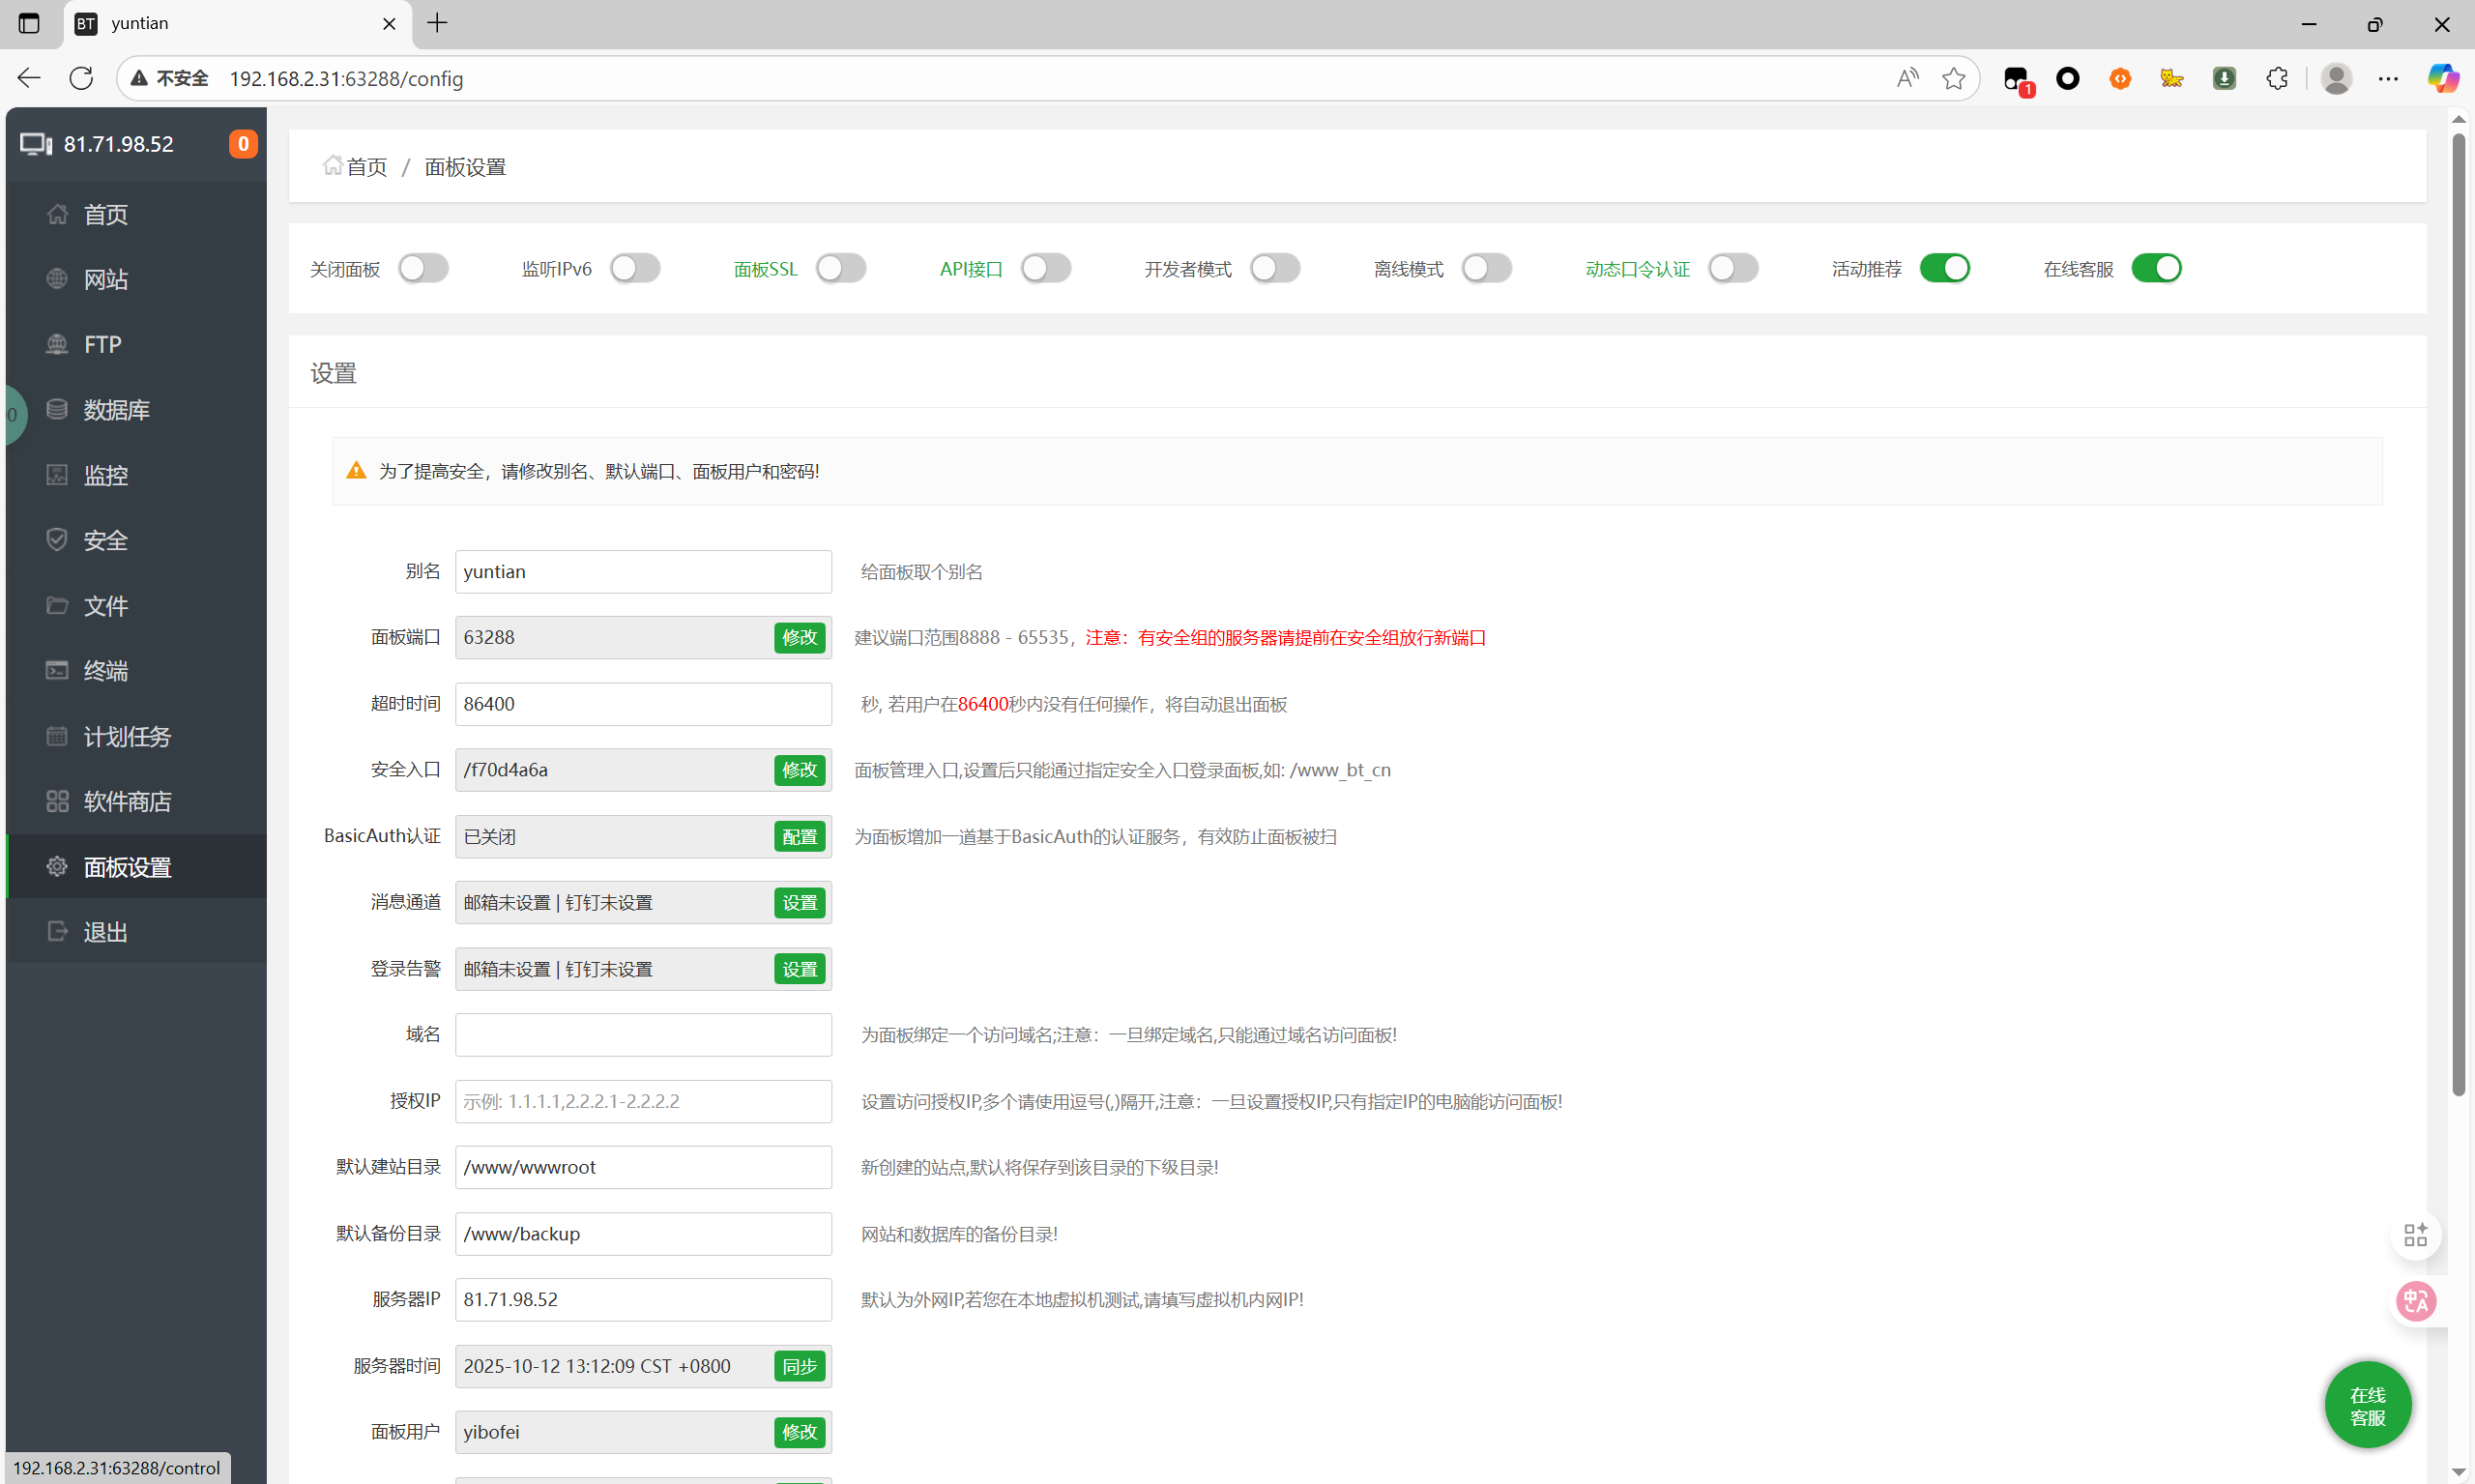 BT yuntian
不安全 192.168.2.31:63288/config
1
81.71.98.52 0
首页
网站
FTP
数据库
监控
安全
文件
终端
计划任务
软件商店
面板设置
退出
首页 / 面板设置
关闭面板 监听IPv6 面板SSL API接口 开发者模式 离线模式 动态口令认证 活动推荐 在线客服
设置
为了提高安全，请修改别名、默认端口、面板用户和密码!
别名 yuntian 给面板取个别名
面板端口 63288 修改 建议端口范围8888 - 65535，注意：有安全组的服务器请提前在安全组放行新端口
超时时间 86400 秒, 若用户在86400秒内没有任何操作，将自动退出面板
安全入口 /f70d4a6a 修改 面板管理入口,设置后只能通过指定安全入口登录面板,如: /www_bt_cn
BasicAuth认证 已关闭 配置 为面板增加一道基于BasicAuth的认证服务，有效防止面板被扫
消息通道 邮箱未设置 | 钉钉未设置 设置
登录告警 邮箱未设置 | 钉钉未设置 设置
域名 为面板绑定一个访问域名;注意：一旦绑定域名,只能通过域名访问面板!
授权IP 示例: 1.1.1.1,2.2.2.1-2.2.2.2 设置访问授权IP,多个请使用逗号(,)隔开,注意：一旦设置授权IP,只有指定IP的电脑能访问面板!
默认建站目录 /www/wwwroot 新创建的站点,默认将保存到该目录的下级目录!
默认备份目录 /www/backup 网站和数据库的备份目录!
服务器IP 81.71.98.52 默认为外网IP,若您在本地虚拟机测试,请填写虚拟机内网IP!
服务器时间 2025-10-12 13:12:09 CST +0800 同步
面板用户 yibofei 修改
在线
客服
192.168.2.31:63288/control